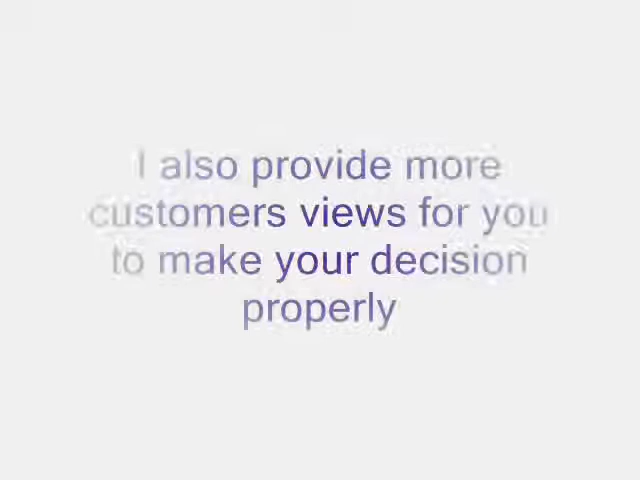 I also provide more
customers views for you
to make your decision
properly